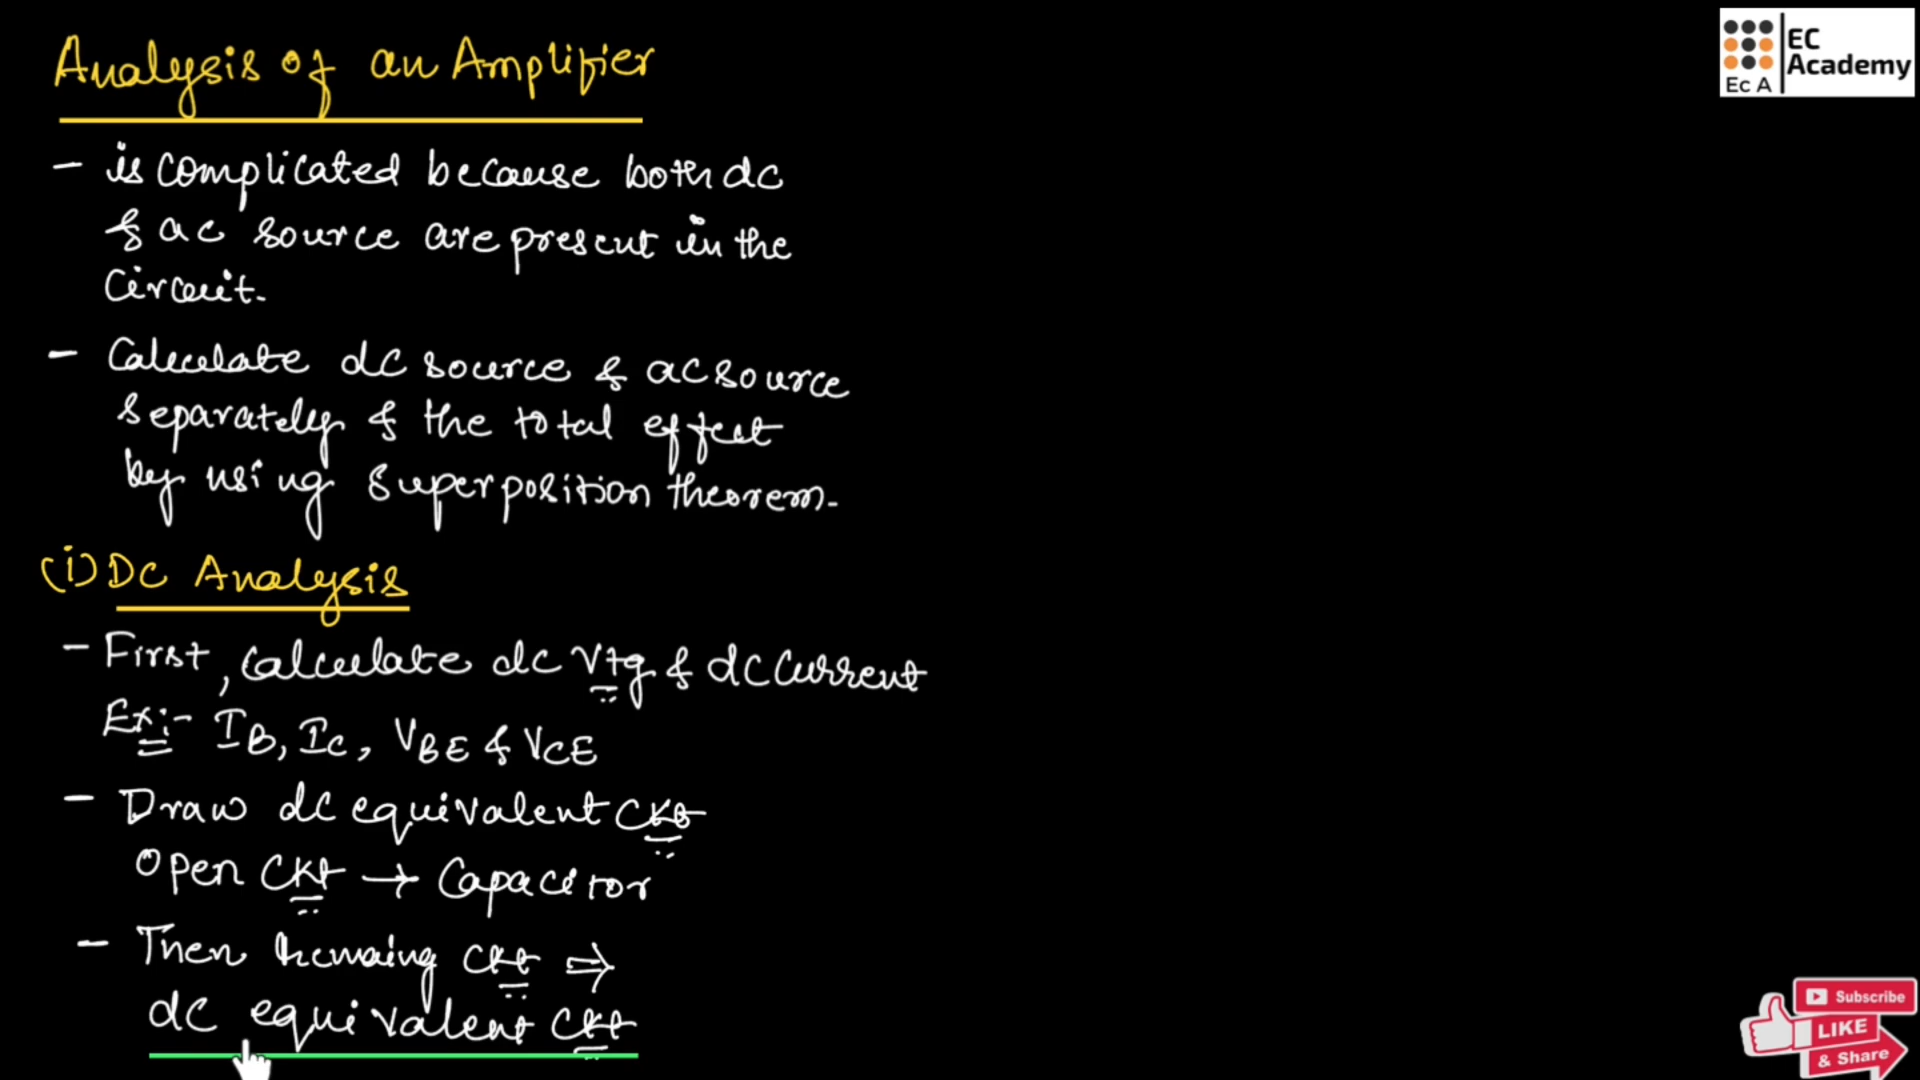 Analysis of an Amplifier
EC
Academy
Ec A
- is complicated because both dc
& ac source are present in the
Circuit.
- Calculate dc source & ac source
separately & the total effect
by using superposition theorem.
(i) DC Analysis
- First, calculate dc Vtg & dc Current
Ex:- IB, IC, VBE & VCE
- Draw dc equivalent Ckt
Open Ckt → Capacitor
- Then remaing ckt ⇒
dc equivalent ckt
Subscribe
LIKE
& Share